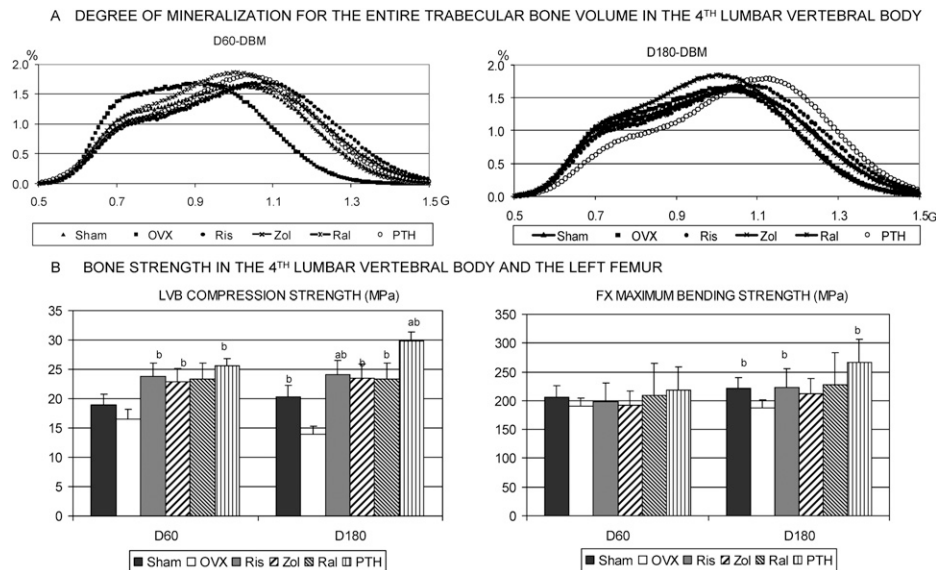 A DEGREE OF MINERALIZATION FOR THE ENTIRE TRABECULAR BONE VOLUME IN THE 4TH LUMBAR VERTEBRAL BODY
D60-DBM
%
2.0
1.5
1.0
0.5
0.0
0.5 0.7 0.9 1.1 1.3 1.5 G
Sham OVX Ris Zol Ral PTH
D180-DBM
%
2.0
1.5
1.0
0.5
0.0
0.5 0.7 0.9 1.1 1.3 1.5 G
Sham OVX Ris Zol Ral PTH
B BONE STRENGTH IN THE 4TH LUMBAR VERTEBRAL BODY AND THE LEFT FEMUR
LVB COMPRESSION STRENGTH (MPa)
35
30
25
20
15
10
5
0
b b b
b ab b b ab
D60 D180
Sham OVX Ris Zol Ral PTH
FX MAXIMUM BENDING STRENGTH (MPa)
350
300
250
200
150
100
50
0
b b b
D60 D180
Sham OVX Ris Zol Ral PTH